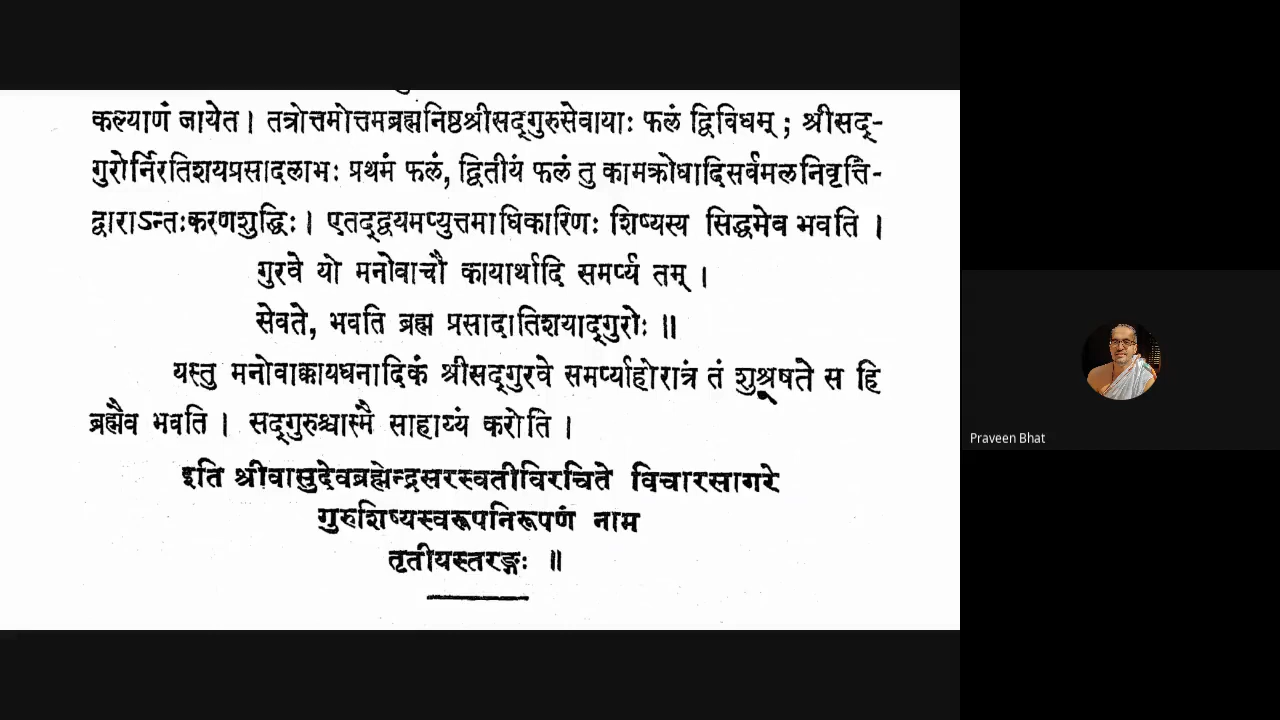 कल्याणं जायेत। तत्रोत्तमोत्तमब्रह्मनिष्ठश्रीसद्गुरुसेवायाः फलं द्विविधम् ; श्रीसद्-
गुरोर्निरतिशयप्रसादलाभः प्रथमं फलं, द्वितीयं फलं तु कामक्रोधादिसर्वमलनिवृत्ति-
द्वाराऽन्तःकरणशुद्धिः। एतद्द्वयमप्युत्तमाधिकारिणः शिष्यस्य सिद्धमेव भवति।
गुरवे यो मनोवाचौ कायार्थादि समर्प्य तम्।
सेवते, भवति ब्रह्म प्रसादातिशयाद्गुरोः॥
यस्तु मनोवाक्कायधनादिकं श्रीसद्गुरवे समर्प्याहोरात्रं तं शुश्रूषते स हि
ब्रह्मैव भवति। सद्गुरुश्चास्मै साहाय्यं करोति।
इति श्रीवासुदेवब्रह्मेन्द्रसरस्वतीविरचिते विचारसागरे
गुरुशिष्यस्वरूपनिरूपणं नाम
तृतीयस्तरङ्गः॥
Praveen Bhat